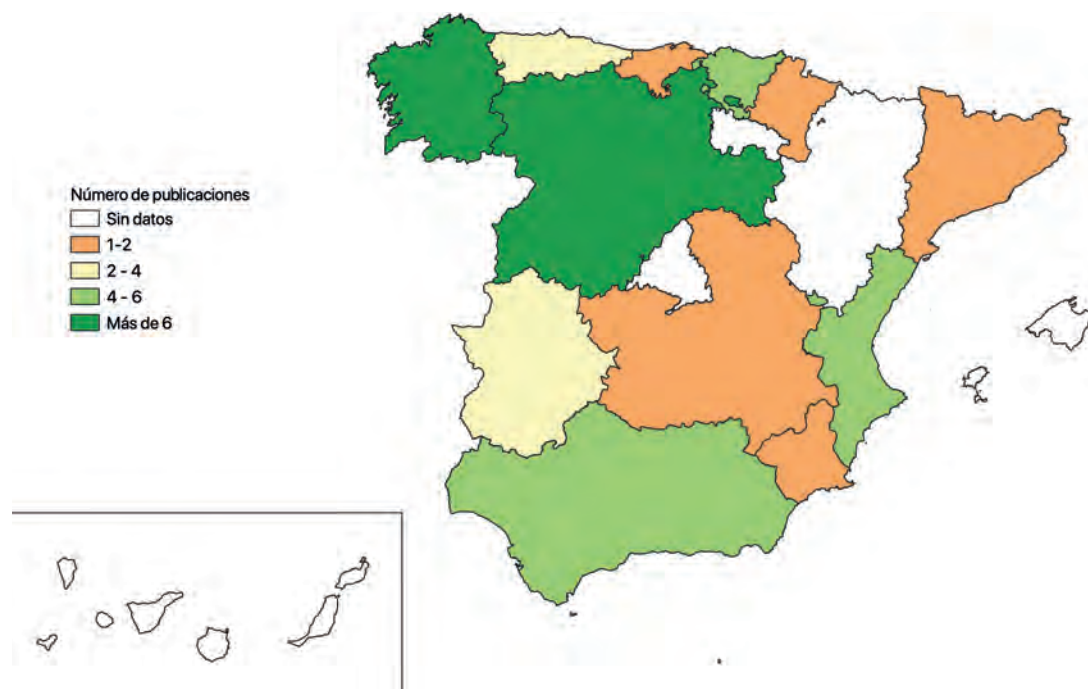 Número de publicaciones
Sin datos
1-2
2 - 4
4 - 6
Más de 6